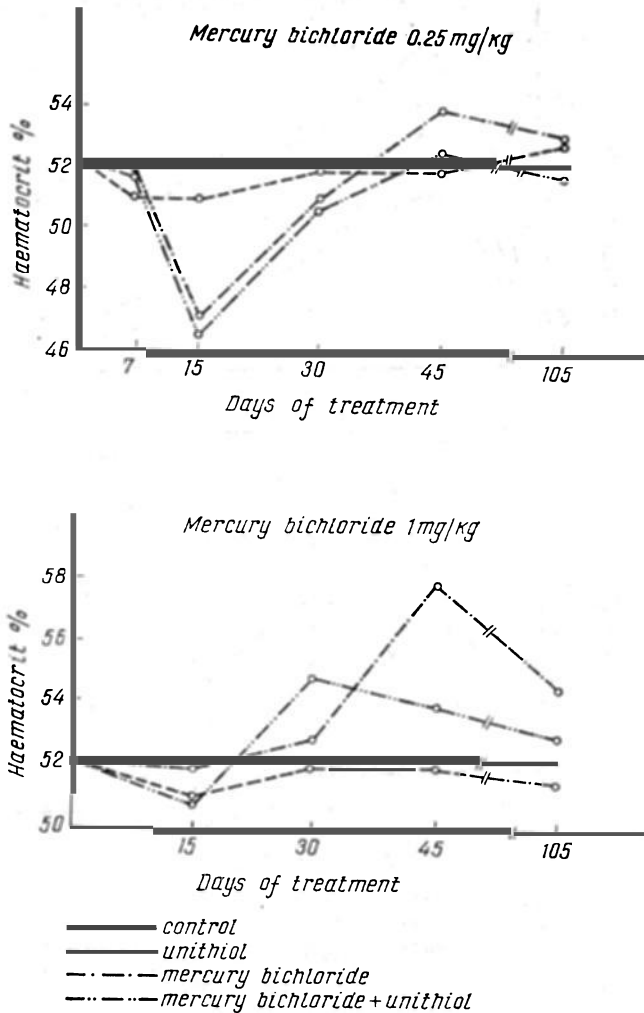 Mercury bichloride 0.25 mg/kg
54
52
50
48
46
Haematocrit %
7 15 30 45 105
Days of treatment
Mercury bichloride 1mg/kg
58
56
54
52
50
Haematocrit %
15 30 45 105
Days of treatment
control
unithiol
mercury bichloride
mercury bichloride + unithiol